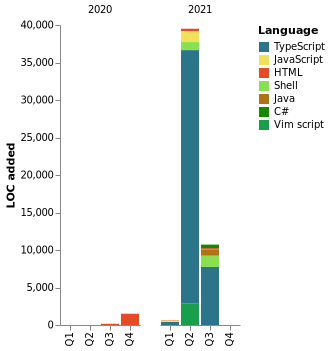 2020 2021
Language
TypeScript
JavaScript
HTML
Shell
Java
C#
Vim script
LOC added
40,000
35,000
30,000
25,000
20,000
15,000
10,000
5,000
0
Q1 Q2 Q3 Q4 Q1 Q2 Q3 Q4